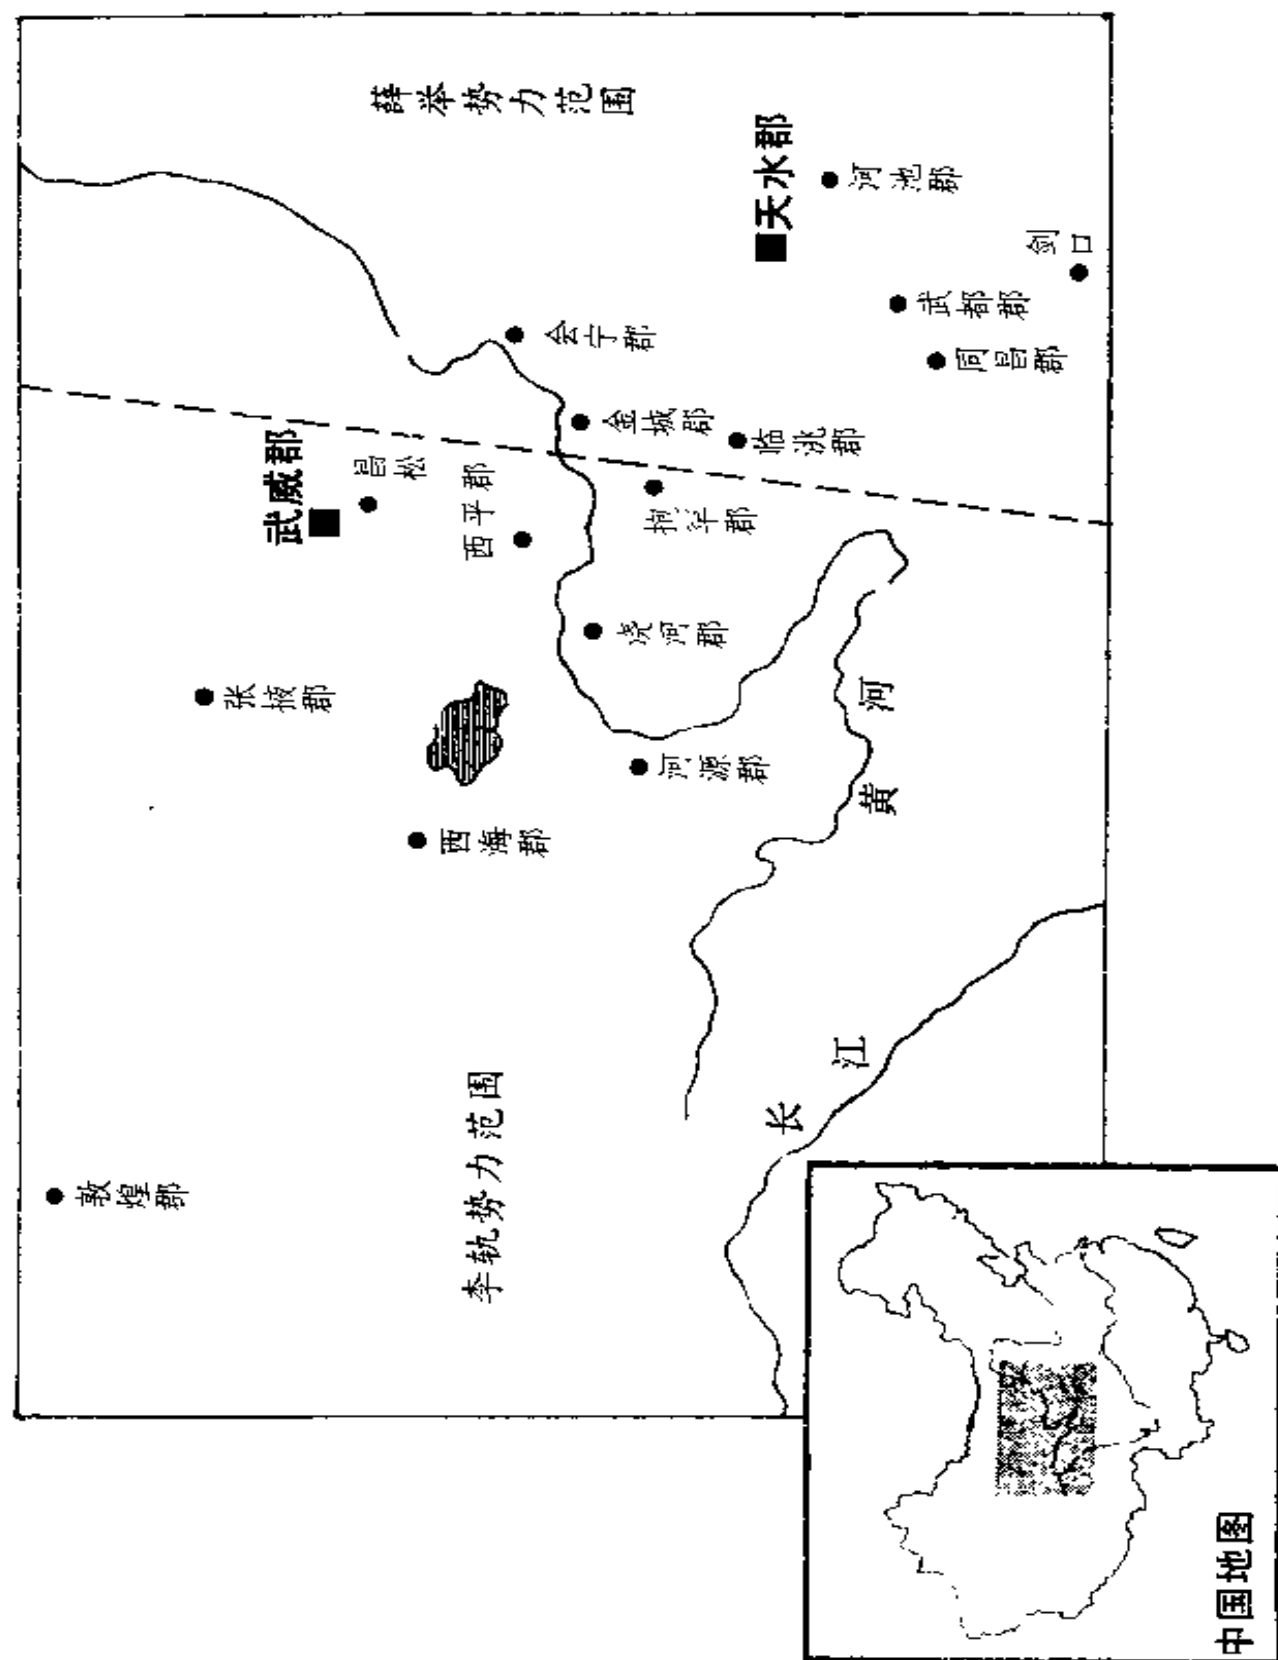 薛举势力范围
天水郡
河池郡
剑口
武都郡
同昌郡
会宁郡
金城郡
临洮郡
武威郡
昌松
西平郡
枹罕郡
浇河郡
张掖郡
河源郡
西海郡
黄河
长江
敦煌郡
李轨势力范围
中国地图